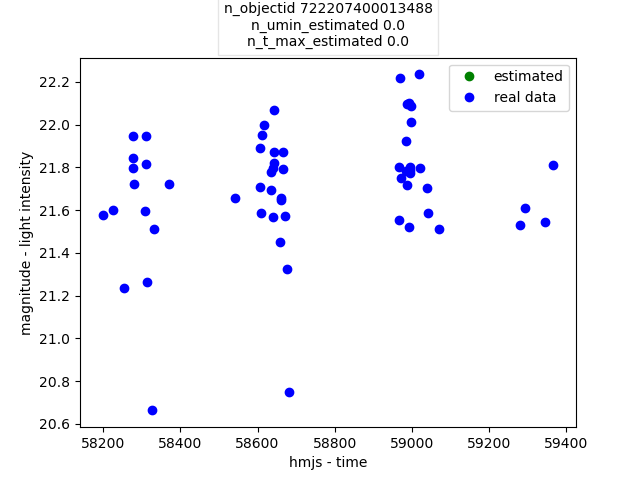 n_objectid 722207400013488
n_umin_estimated 0.0
n_t_max_estimated 0.0
estimated
real data
22.2
22.0
21.8
21.6
21.4
21.2
21.0
20.8
20.6
magnitude - light intensity
58200 58400 58600 58800 59000 59200 59400
hmjs - time